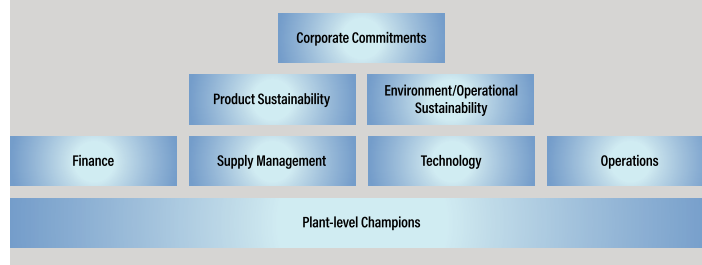 Corporate Commitments
Product Sustainability
Environment/Operational
Sustainability
Finance
Supply Management
Technology
Operations
Plant-level Champions